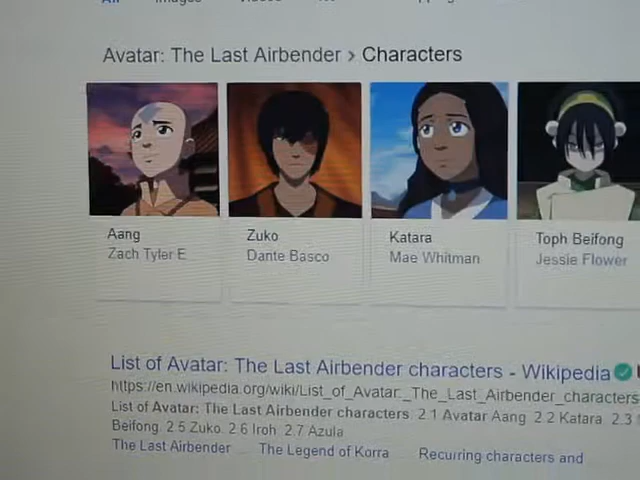 All Images Videos
Avatar: The Last Airbender › Characters
Aang Zuko Katara Toph Beifong
Zach Tyler E Dante Basco Mae Whitman Jessie Flower
List of Avatar: The Last Airbender characters - Wikipedia
https://en.wikipedia.org/wiki/List_of_Avatar:_The_Last_Airbender_characters
List of Avatar: The Last Airbender characters. 2.1 Avatar Aang. 2.2 Katara. 2.3
Beifong. 2.5 Zuko. 2.6 Iroh. 2.7 Azula
The Last Airbender The Legend of Korra Recurring characters and